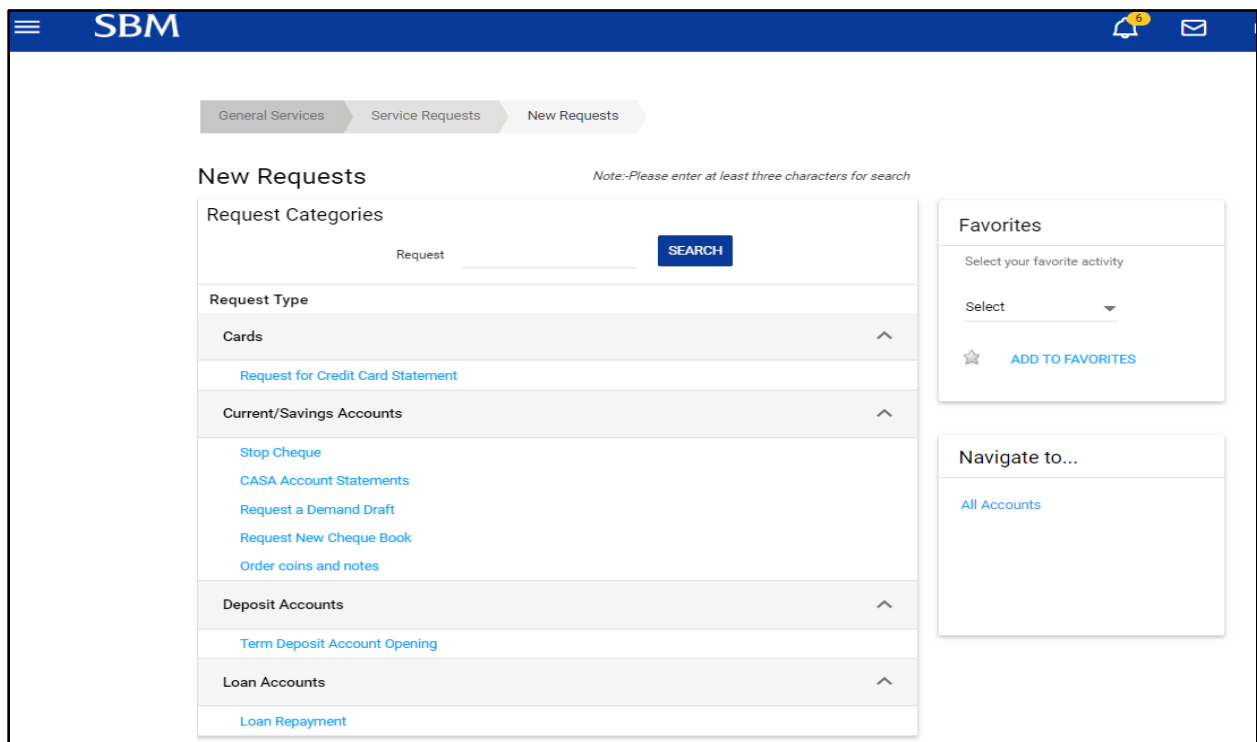 SBM
6
General Services
Service Requests
New Requests
New Requests
Note:-Please enter at least three characters for search
Request Categories
Request
SEARCH
Request Type
Cards
Request for Credit Card Statement
Current/Savings Accounts
Stop Cheque
CASA Account Statements
Request a Demand Draft
Request New Cheque Book
Order coins and notes
Deposit Accounts
Term Deposit Account Opening
Loan Accounts
Loan Repayment
Favorites
Select your favorite activity
Select
ADD TO FAVORITES
Navigate to...
All Accounts